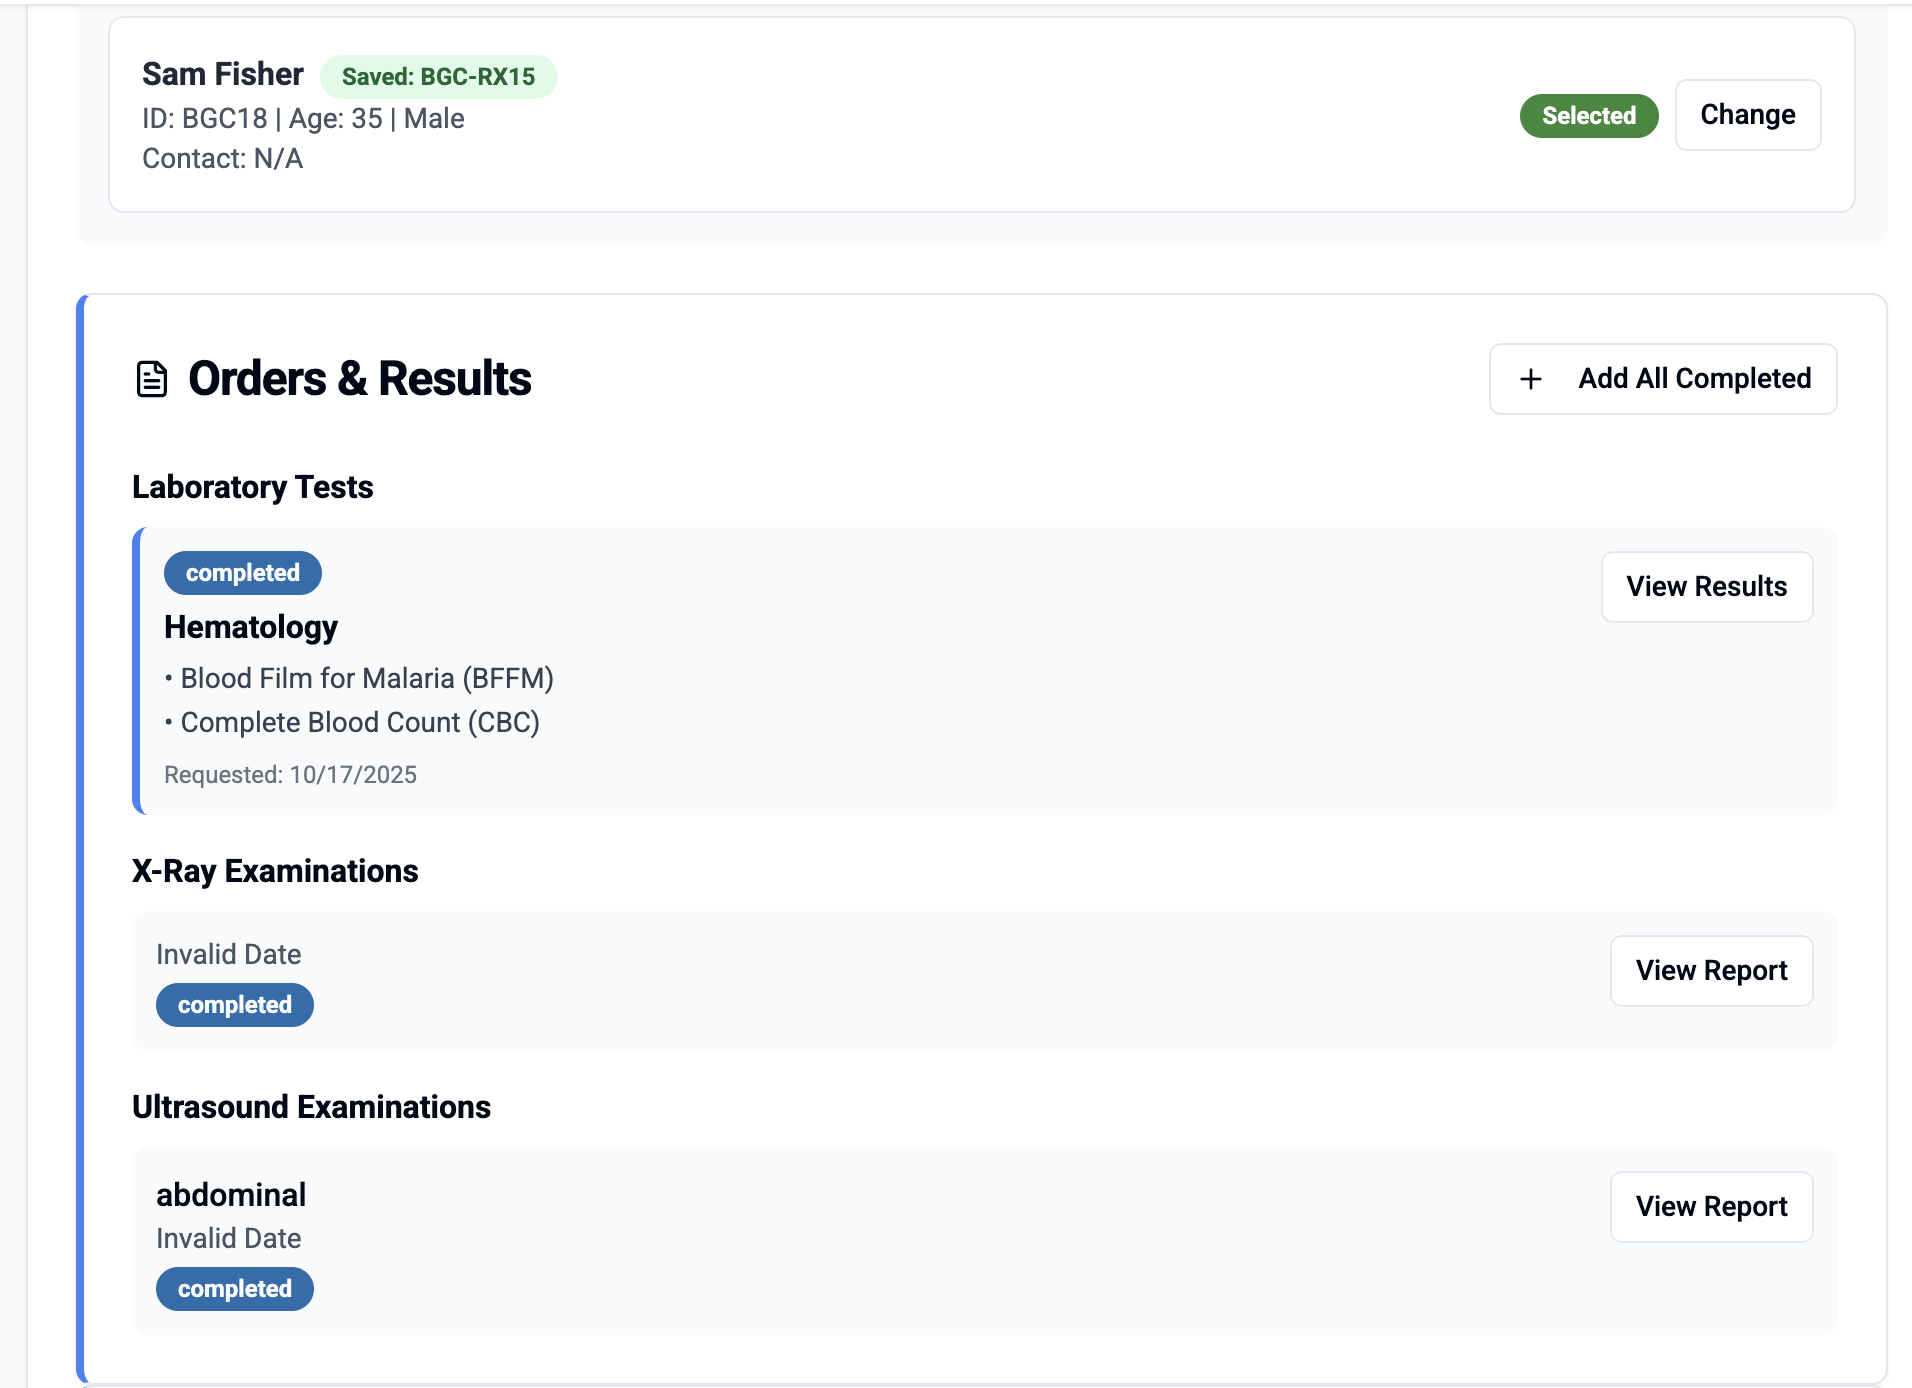 Sam Fisher Saved: BGC-RX15
ID: BGC18 | Age: 35 | Male
Contact: N/A
Selected
Change
Orders & Results
+ Add All Completed
Laboratory Tests
completed
View Results
Hematology
• Blood Film for Malaria (BFFM)
• Complete Blood Count (CBC)
Requested: 10/17/2025
X-Ray Examinations
Invalid Date
View Report
completed
Ultrasound Examinations
abdominal
View Report
Invalid Date
completed